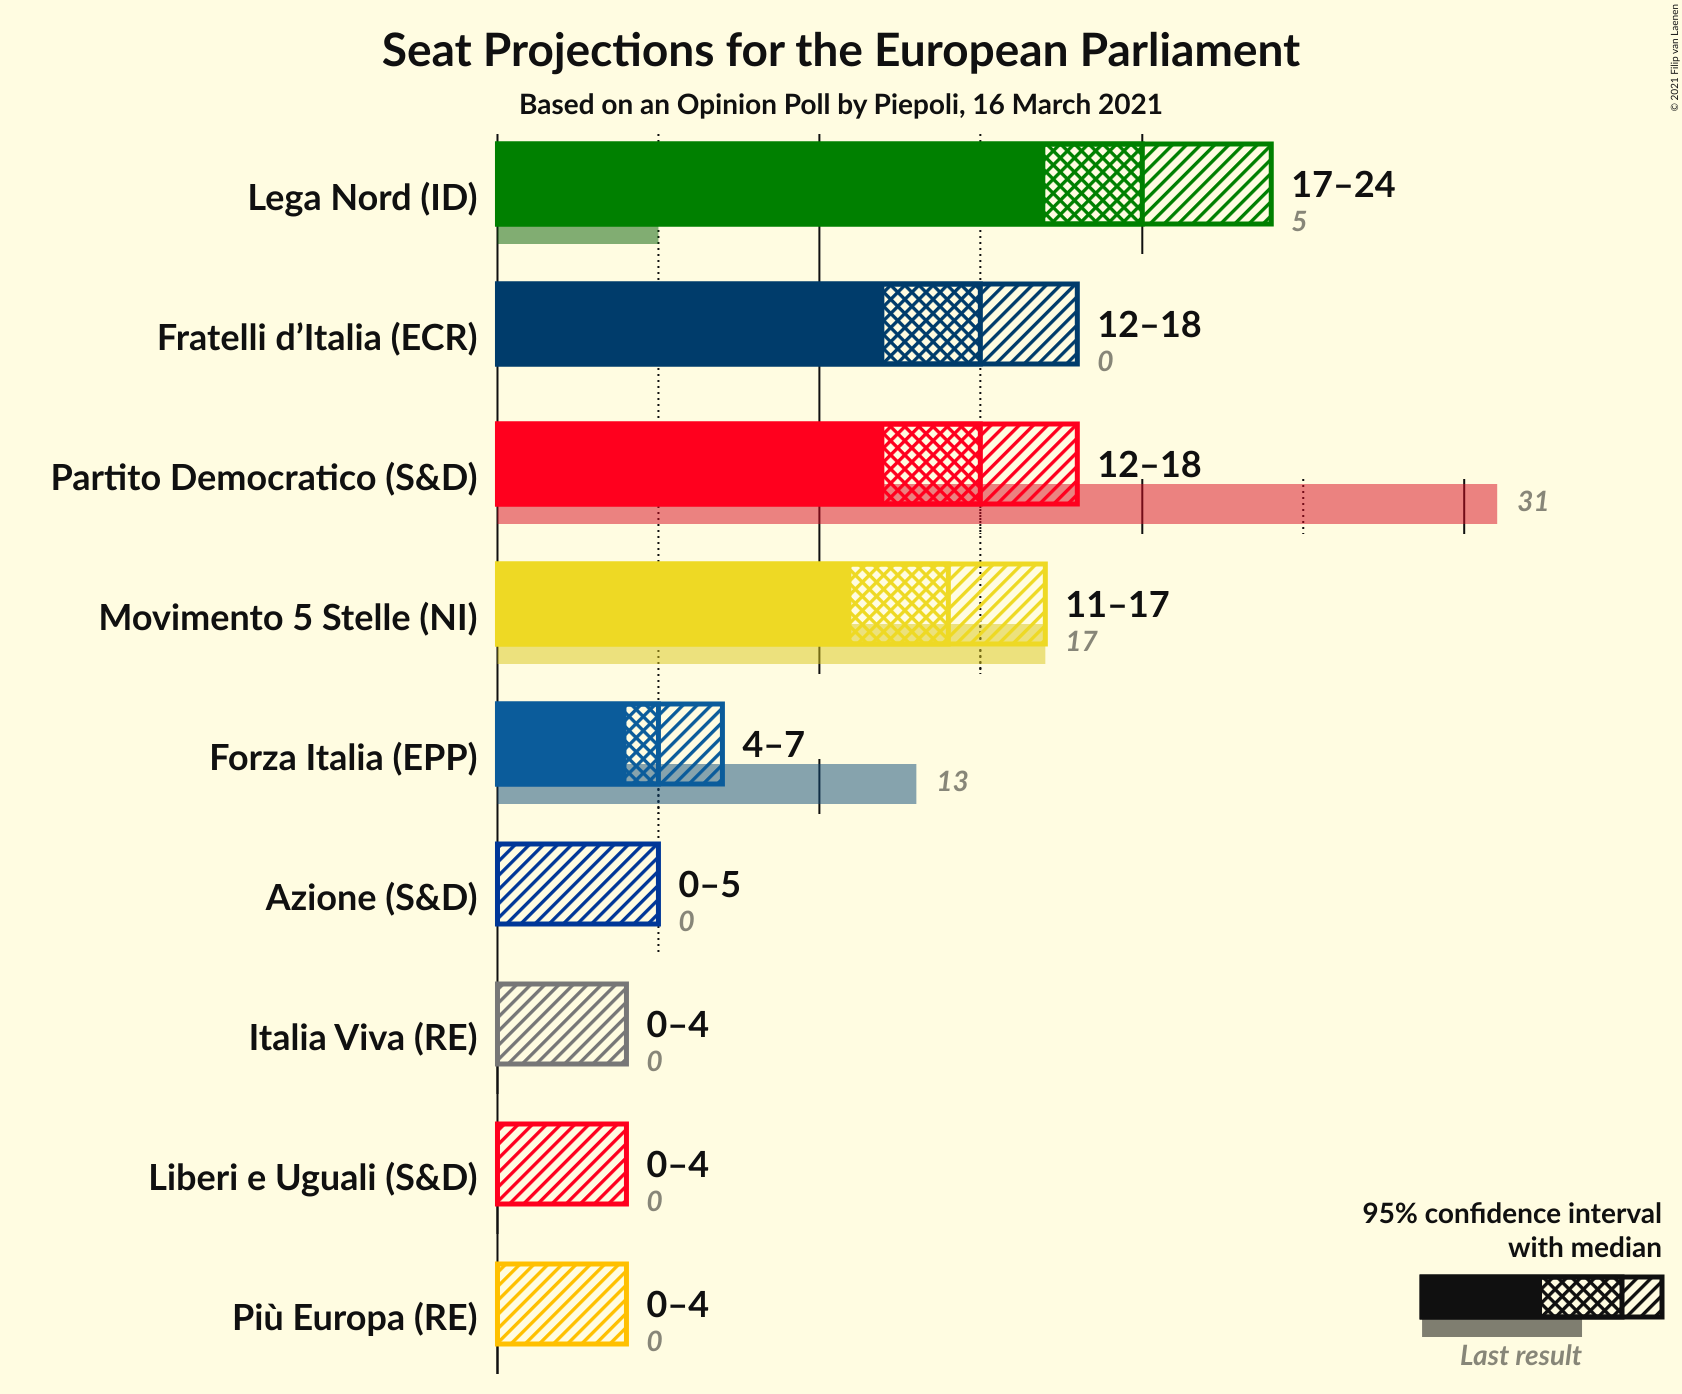 Seat Projections for the European Parliament
Based on an Opinion Poll by Piepoli, 16 March 2021
© 2021 Filip van Laenen
Lega Nord (ID)
17–24
5
Fratelli d’Italia (ECR)
12–18
0
Partito Democratico (S&D)
12–18
31
Movimento 5 Stelle (NI)
11–17
17
Forza Italia (EPP)
4–7
13
Azione (S&D)
0–5
0
Italia Viva (RE)
0–4
0
Liberi e Uguali (S&D)
0–4
0
Più Europa (RE)
0–4
0
95% confidence interval
with median
Last result